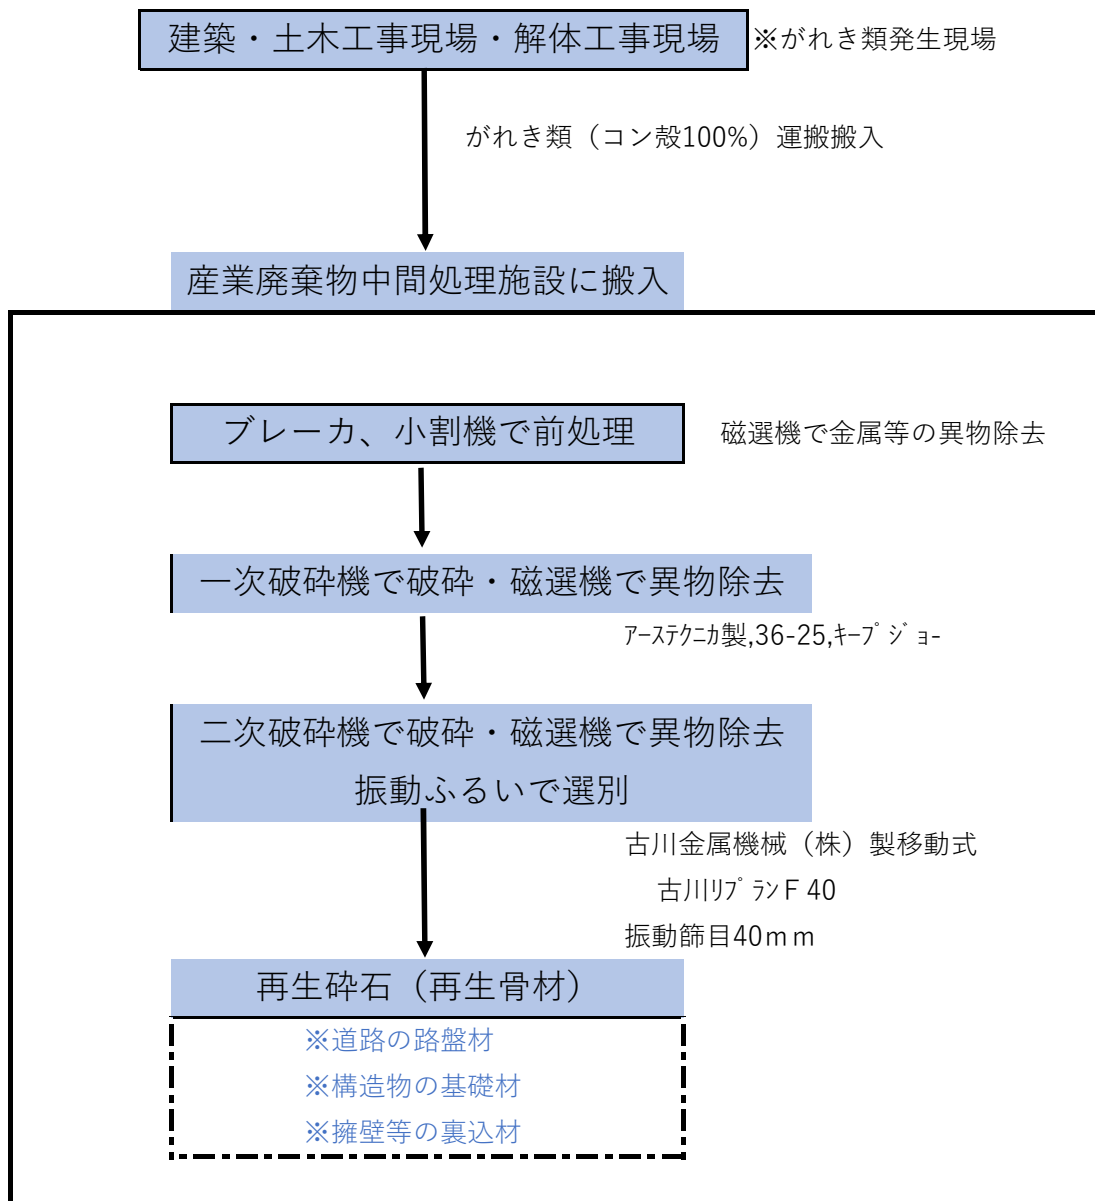 建築・土木工事現場・解体工事現場 ※がれき類発生現場
がれき類（コン殻100%）運搬搬入
産業廃棄物中間処理施設に搬入
ブレーカ、小割機で前処理 磁選機で金属等の異物除去
一次破砕機で破砕・磁選機で異物除去
ｱｰｽﾃｸﾆｶ製,36-25,ｷｰﾌﾟｼﾞｮｰ
二次破砕機で破砕・磁選機で異物除去
振動ふるいで選別
古川金属機械（株）製移動式
古川ﾘﾌﾟﾗﾝＦ40
振動篩目40ｍｍ
再生砕石（再生骨材）
※道路の路盤材
※構造物の基礎材
※擁壁等の裏込材